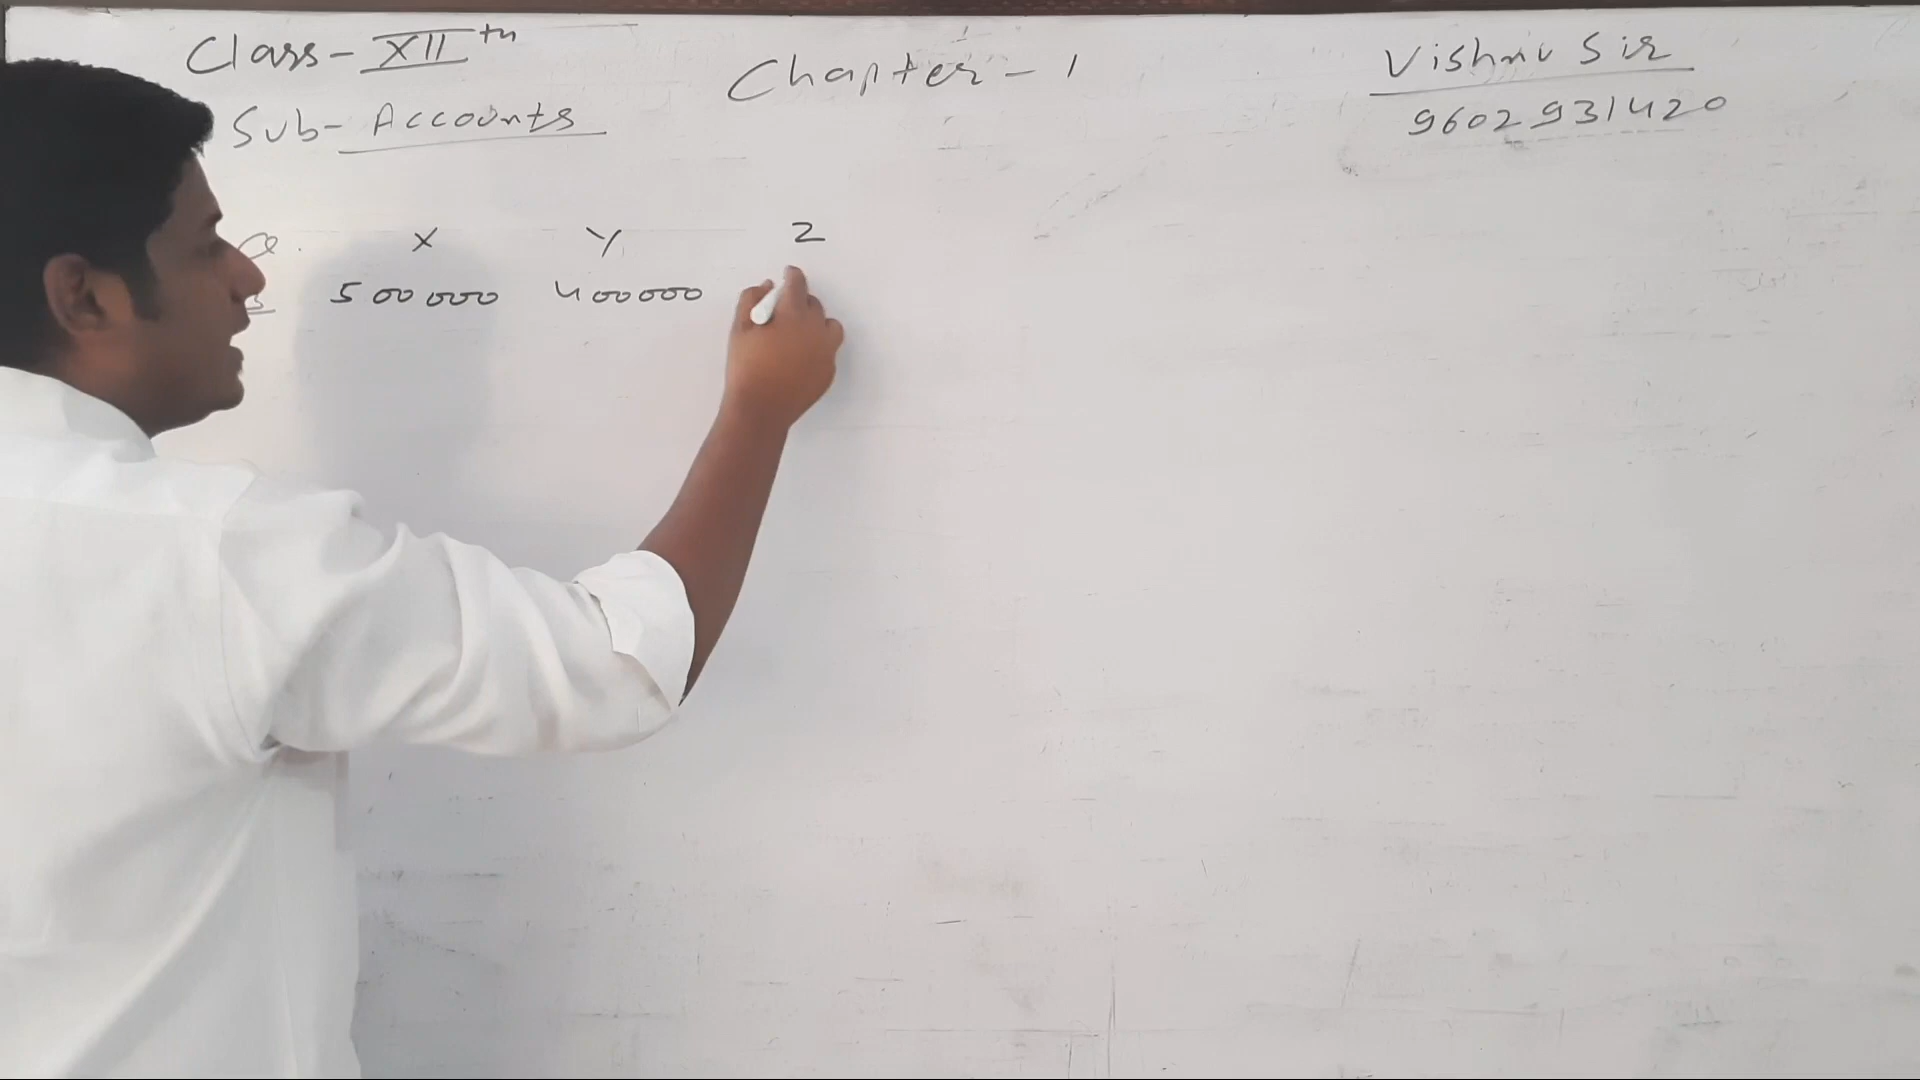 Class - XIIth
Chapter - 1
Vishnu Sir
Sub - Accounts
9602931420
Q. X Y Z
500000 400000